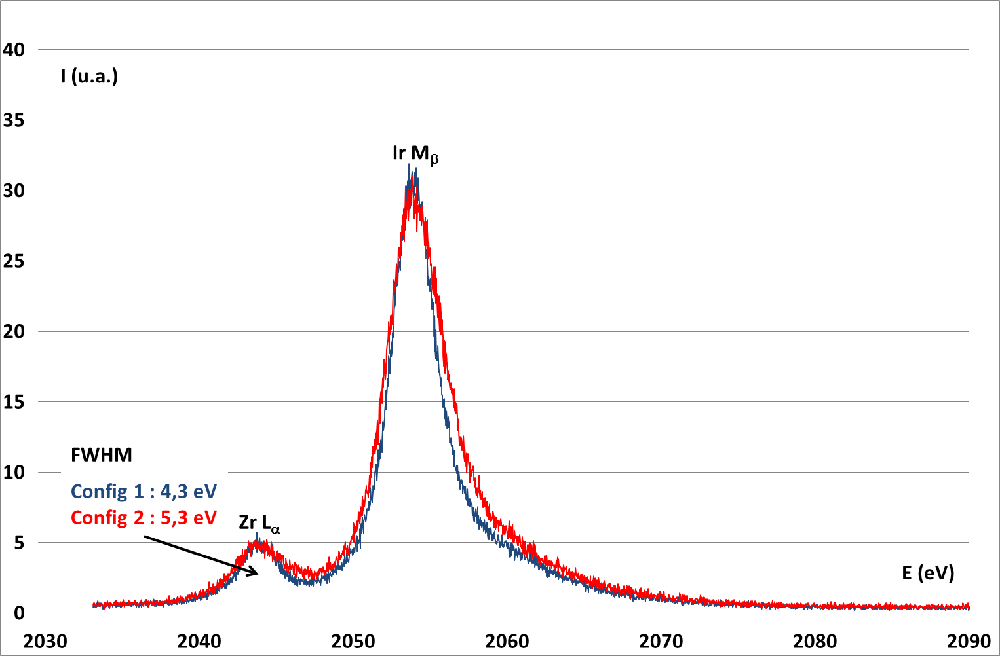 40
I (u.a.)
35
Ir Mβ
30
25
20
15
FWHM
10
Config 1 : 4,3 eV
Config 2 : 5,3 eV
Zr Lα
5
E (eV)
0
2030 2040 2050 2060 2070 2080 2090